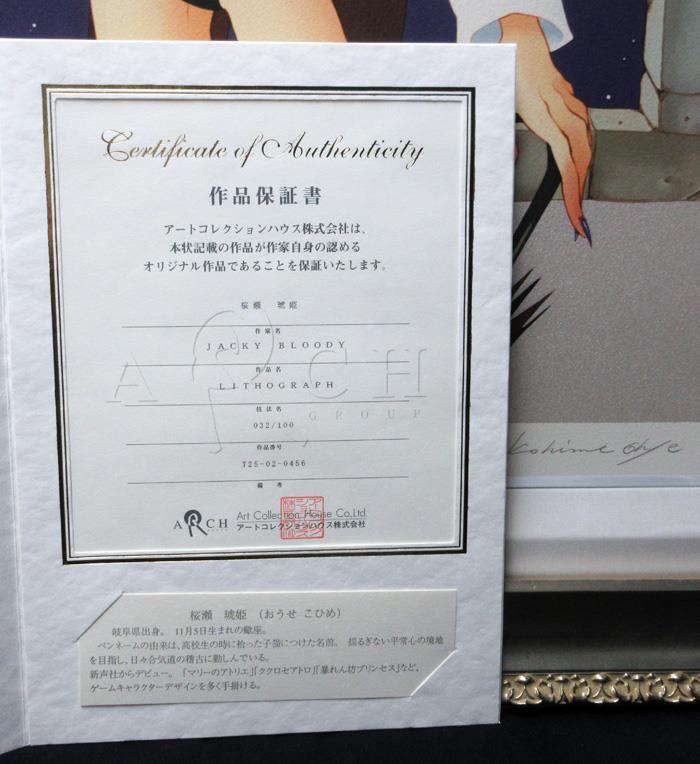 Certificate of Authenticity
作品保証書
アートコレクションハウス株式会社は、
本状記載の作品が作家自身の認める
オリジナル作品であることを保証いたします。
桜瀬 琥姫
作家名
JACKY BLOODY
作品名
LITHOGRAPH
技法名
032/100
作品番号
T25-02-0456
備考
ARCH
GROUP
ARCH
Art Collection House Co.,Ltd.
アートコレクションハウス株式会社
桜瀬 琥姫 (おうせ こひめ)
岐阜県出身。 11月5日生まれの蠍座。
ペンネームの由来は、高校生の時に拾った子猫につけた名前。 揺るぎない平常心の境地
を目指し、日々合気道の稽古に勤しんでいる。
新声社からデビュー。 「マリーのアトリエ」「ククロセアトロ」「暴れん坊プリンセス」など、
ゲームキャラクターデザインを多く手掛ける。